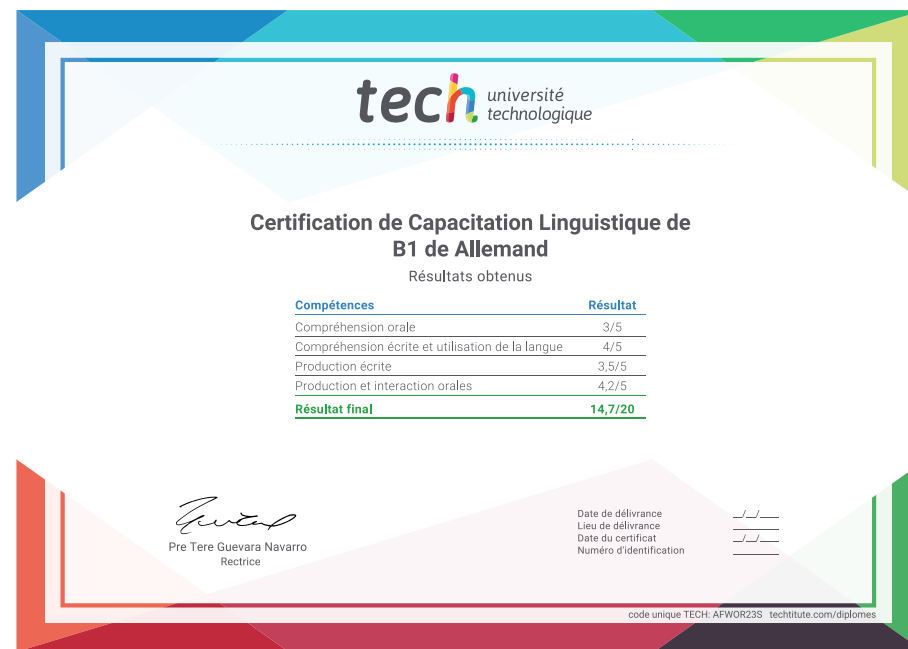 tech université
technologique
Certification de Capacitation Linguistique de
B1 de Allemand
Résultats obtenus
Compétences Résultat
Compréhension orale 3/5
Compréhension écrite et utilisation de la langue 4/5
Production écrite 3,5/5
Production et interaction orales 4,2/5
Résultat final 14,7/20
Pre Tere Guevara Navarro
Rectrice
Date de délivrance __/__/____
Lieu de délivrance ________
Date du certificat __/__/____
Numéro d'identification ________
code unique TECH: AFWOR23S techtitute.com/diplomes